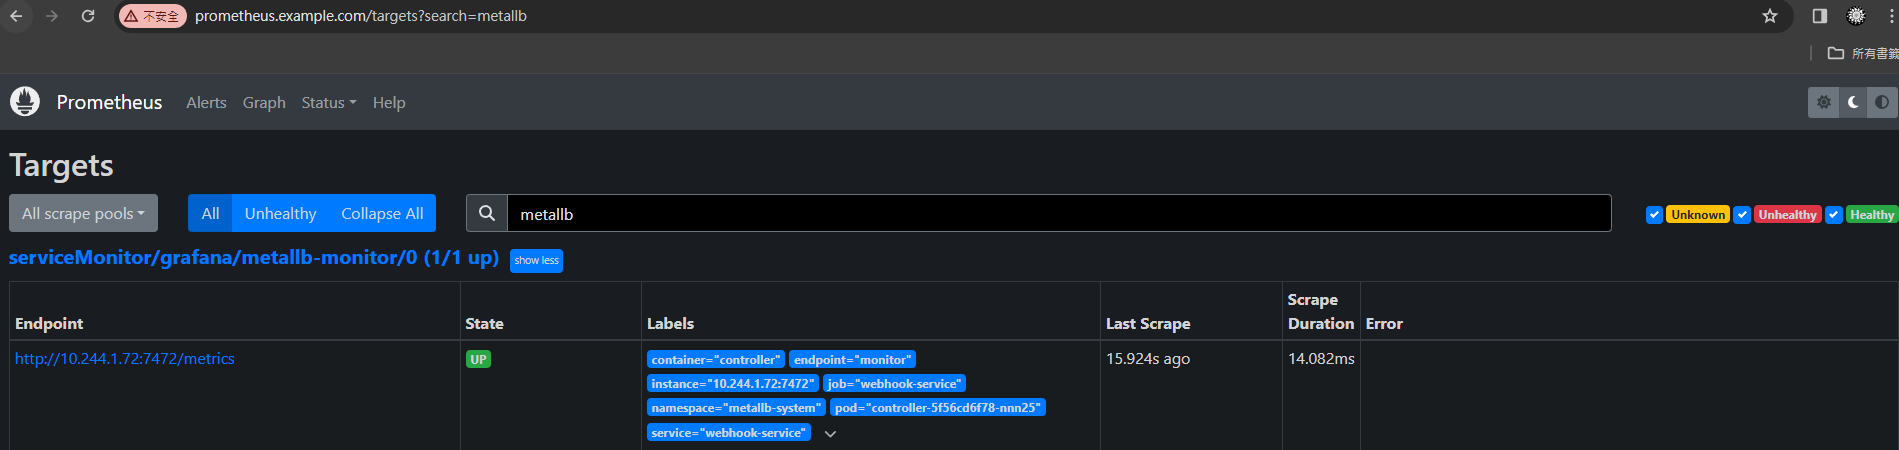 不安全 prometheus.example.com/targets?search=metallb
所有書籤
Prometheus Alerts Graph Status Help
Targets
All scrape pools All Unhealthy Collapse All metallb Unknown Unhealthy Healthy
serviceMonitor/grafana/metallb-monitor/0 (1/1 up) show less
Endpoint State Labels Last Scrape Scrape Duration Error
http://10.244.1.72:7472/metrics UP container="controller" endpoint="monitor" 15.924s ago 14.082ms
instance="10.244.1.72:7472" job="webhook-service"
namespace="metallb-system" pod="controller-5f56cd6f78-nnn25"
service="webhook-service"